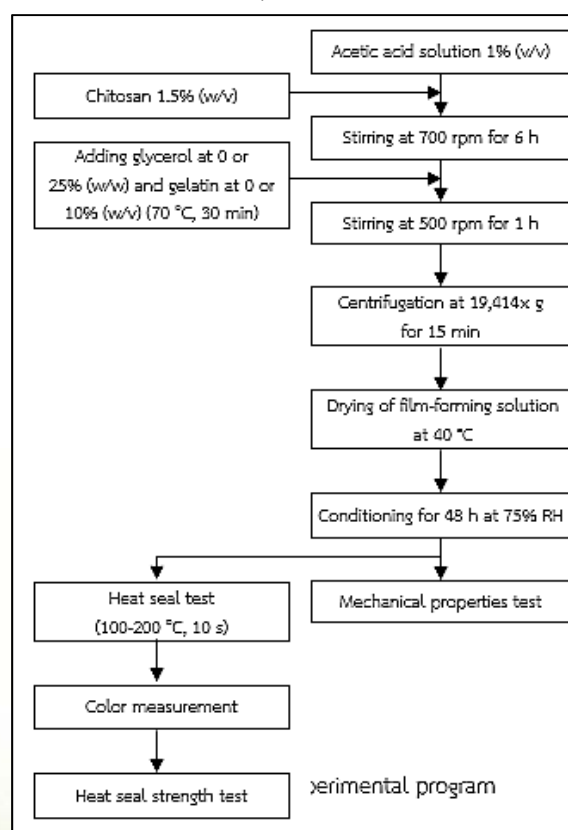 Acetic acid solution 1% (v/v)
Chitosan 1.5% (w/v)
Stirring at 700 rpm for 6 h
Adding glycerol at 0 or
25% (w/w) and gelatin at 0 or
10% (w/v) (70 °C, 30 min)
Stirring at 500 rpm for 1 h
Centrifugation at 19,414x g
for 15 min
Drying of film-forming solution
at 40 °C
Conditioning for 48 h at 75% RH
Heat seal test
(100-200 °C, 10 s)
Mechanical properties test
Color measurement
Heat seal strength test
perimental program